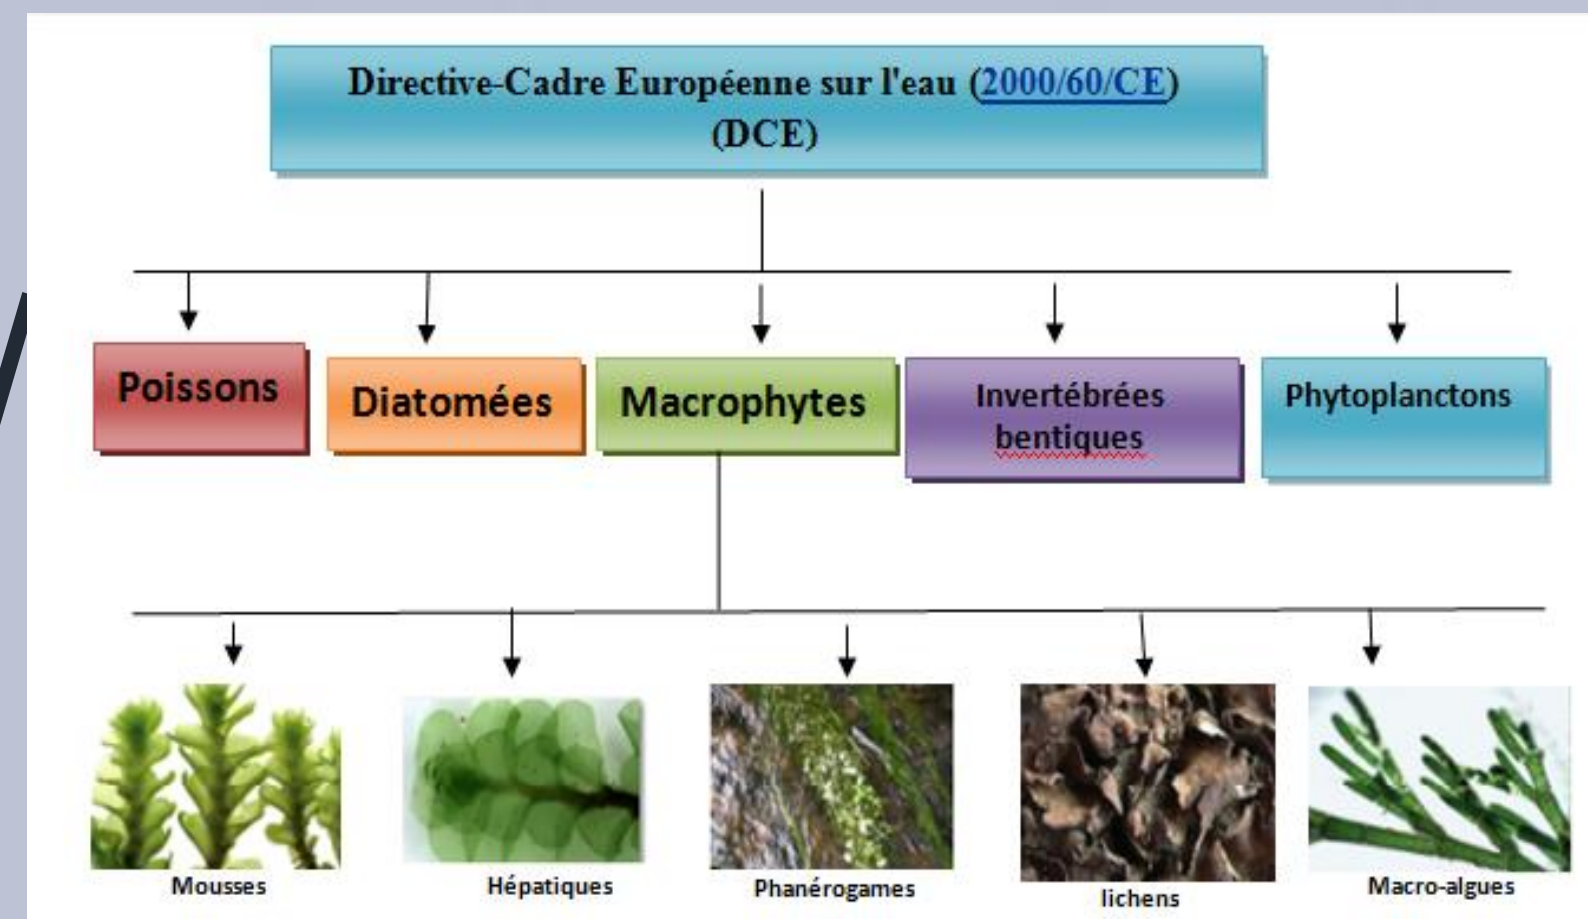 Directive-Cadre Européenne sur l'eau (2000/60/CE)
(DCE)
Poissons
Diatomées
Macrophytes
Invertébrées
bentiques
Phytoplanctons
Mousses
Hépatiques
Phanérogames
lichens
Macro-algues